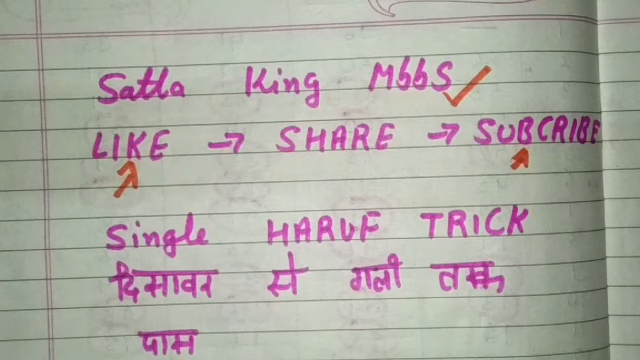 Satta King MbbS
LIKE → SHARE → SUBCRIBE
Single HARUF TRICK
दिसावर से गली तक
पास